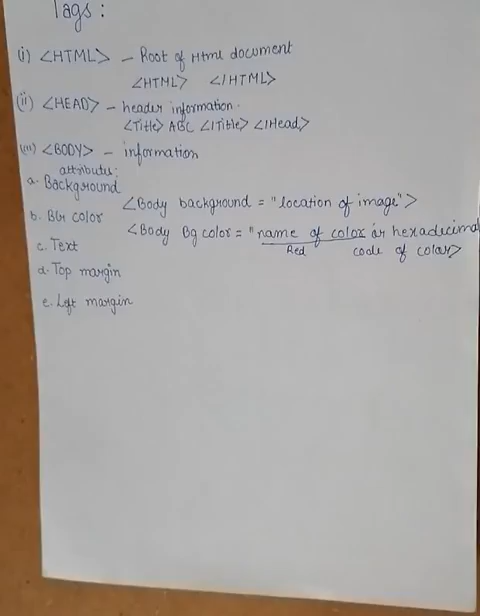 Tags :
(i) <HTML> - Root of Html document
<HTML> </HTML>
(ii) <HEAD> - header information.
<Title> ABC </Title> </Head>
(iii) <BODY> - information
attributes:
a. Background
<Body background = "location of image">
b. BG color
<Body Bg color = "name of color or hexadecimal
Red code of color>
c. Text
d. Top margin
e. Left margin